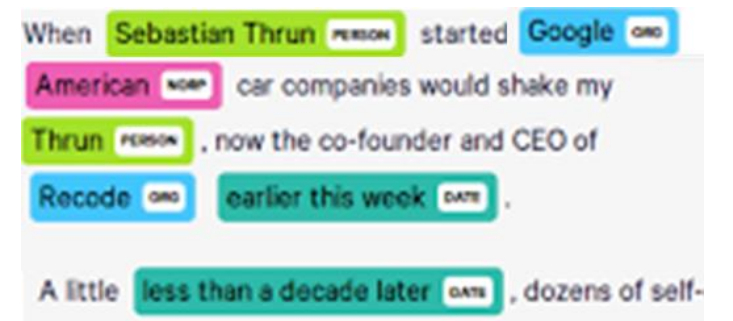 When Sebastian Thrun PERSON started Google ORG
American NORP car companies would shake my
Thrun PERSON , now the co-founder and CEO of
Recode ORG earlier this week DATE .
A little less than a decade later DATE , dozens of self-